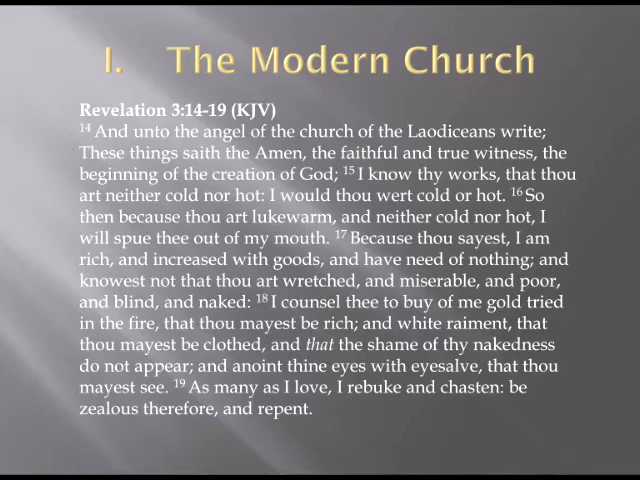 I. The Modern Church
Revelation 3:14-19 (KJV)
14 And unto the angel of the church of the Laodiceans write;
These things saith the Amen, the faithful and true witness, the
beginning of the creation of God; 15 I know thy works, that thou
art neither cold nor hot: I would thou wert cold or hot. 16 So
then because thou art lukewarm, and neither cold nor hot, I
will spue thee out of my mouth. 17 Because thou sayest, I am
rich, and increased with goods, and have need of nothing; and
knowest not that thou art wretched, and miserable, and poor,
and blind, and naked: 18 I counsel thee to buy of me gold tried
in the fire, that thou mayest be rich; and white raiment, that
thou mayest be clothed, and that the shame of thy nakedness
do not appear; and anoint thine eyes with eyesalve, that thou
mayest see. 19 As many as I love, I rebuke and chasten: be
zealous therefore, and repent.